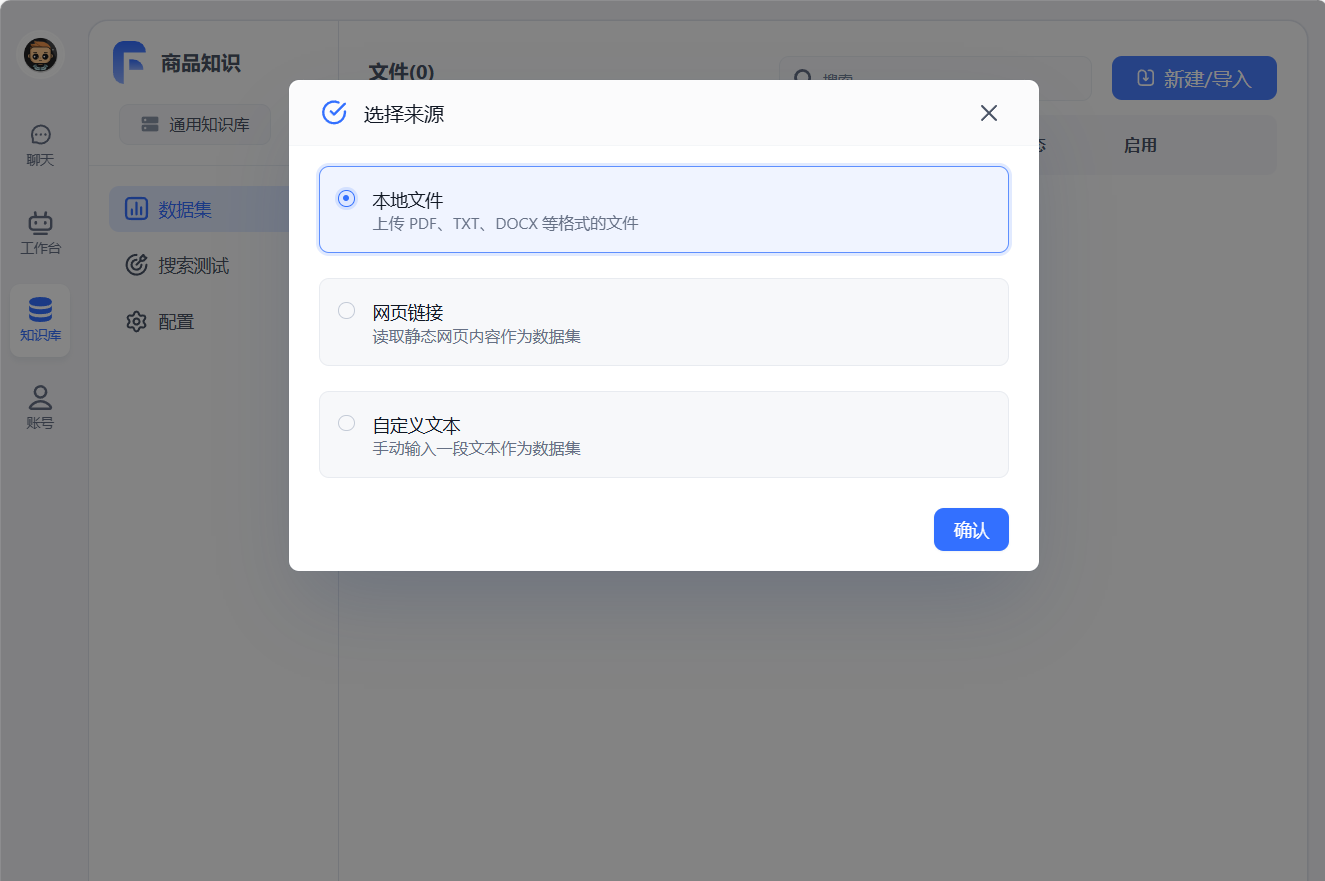 商品知识
通用知识库
聊天
工作台
知识库
账号
数据集
搜索测试
配置
文件(0)
搜索
新建/导入
态
启用
选择来源
本地文件
上传 PDF、TXT、DOCX 等格式的文件
网页链接
读取静态网页内容作为数据集
自定义文本
手动输入一段文本作为数据集
确认